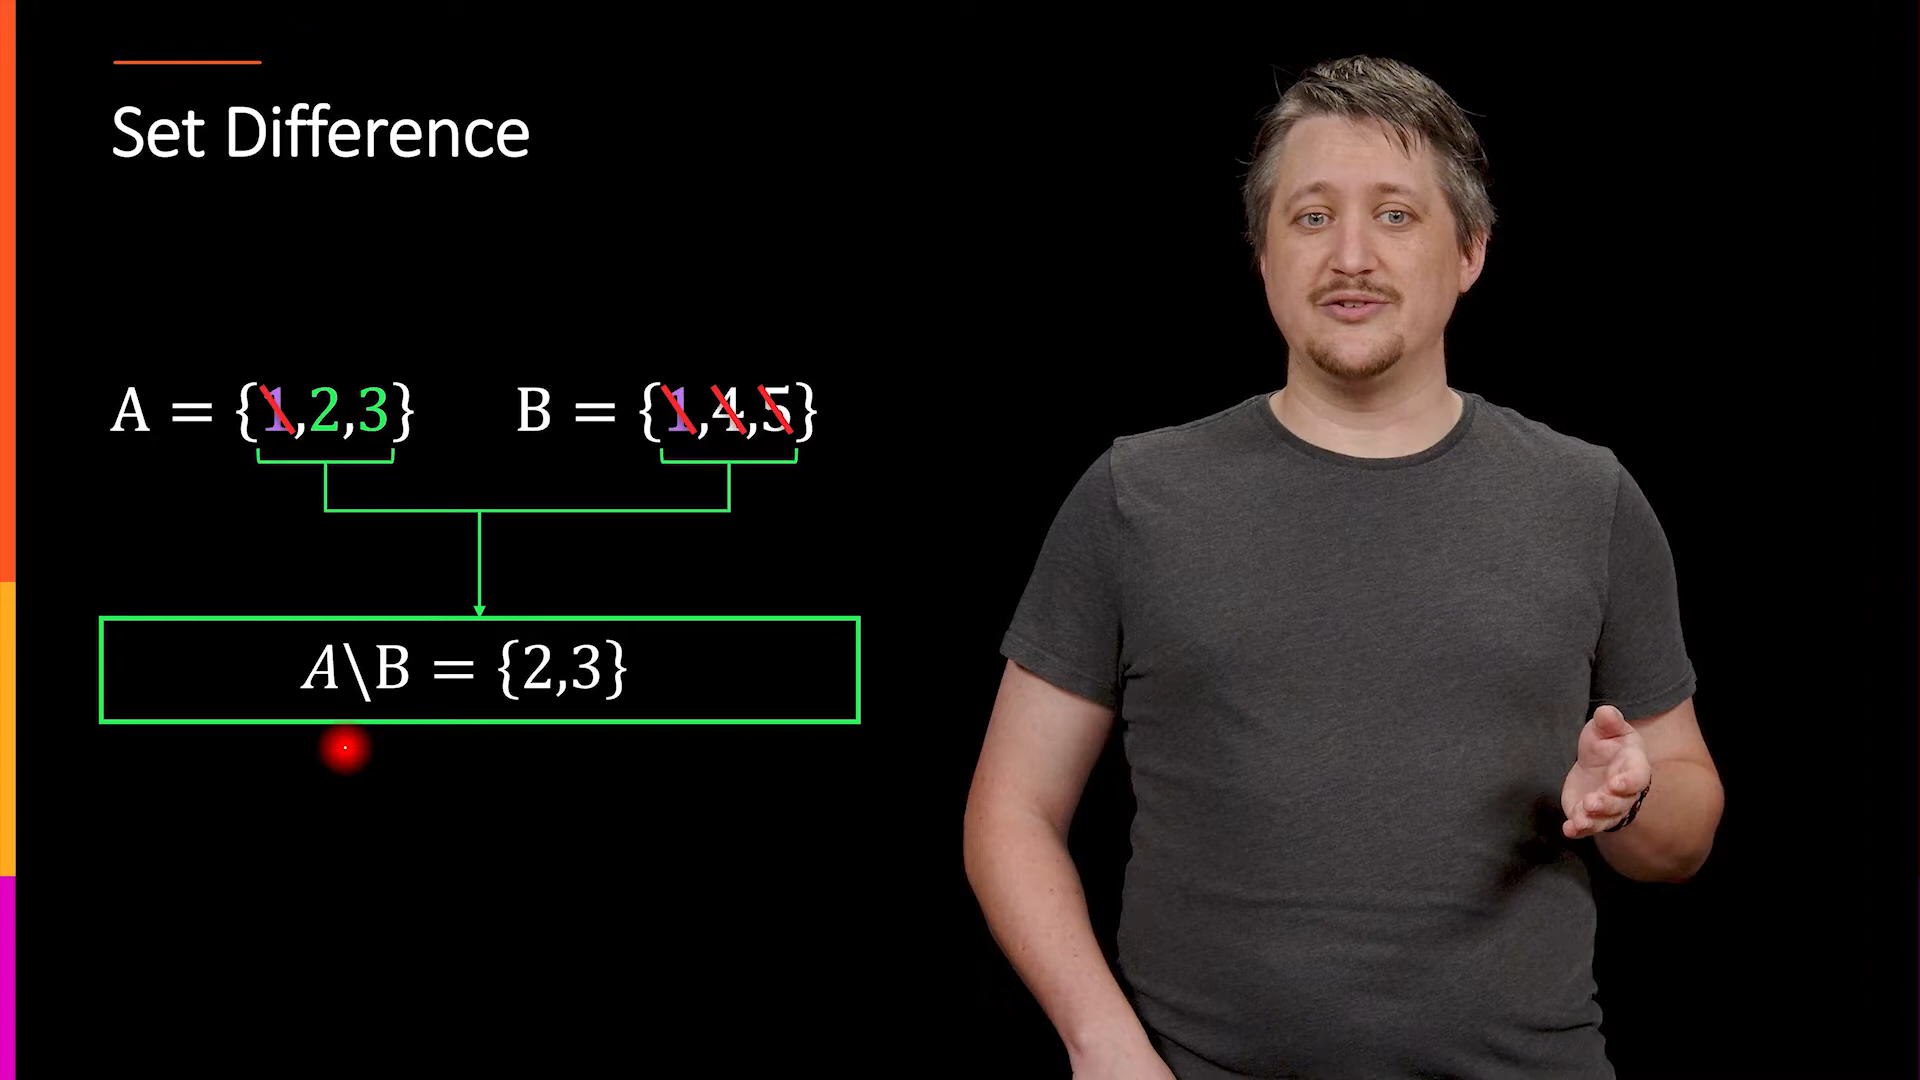 Set Difference
A = {1,2,3} B = {1,4,5}
A\B = {2,3}